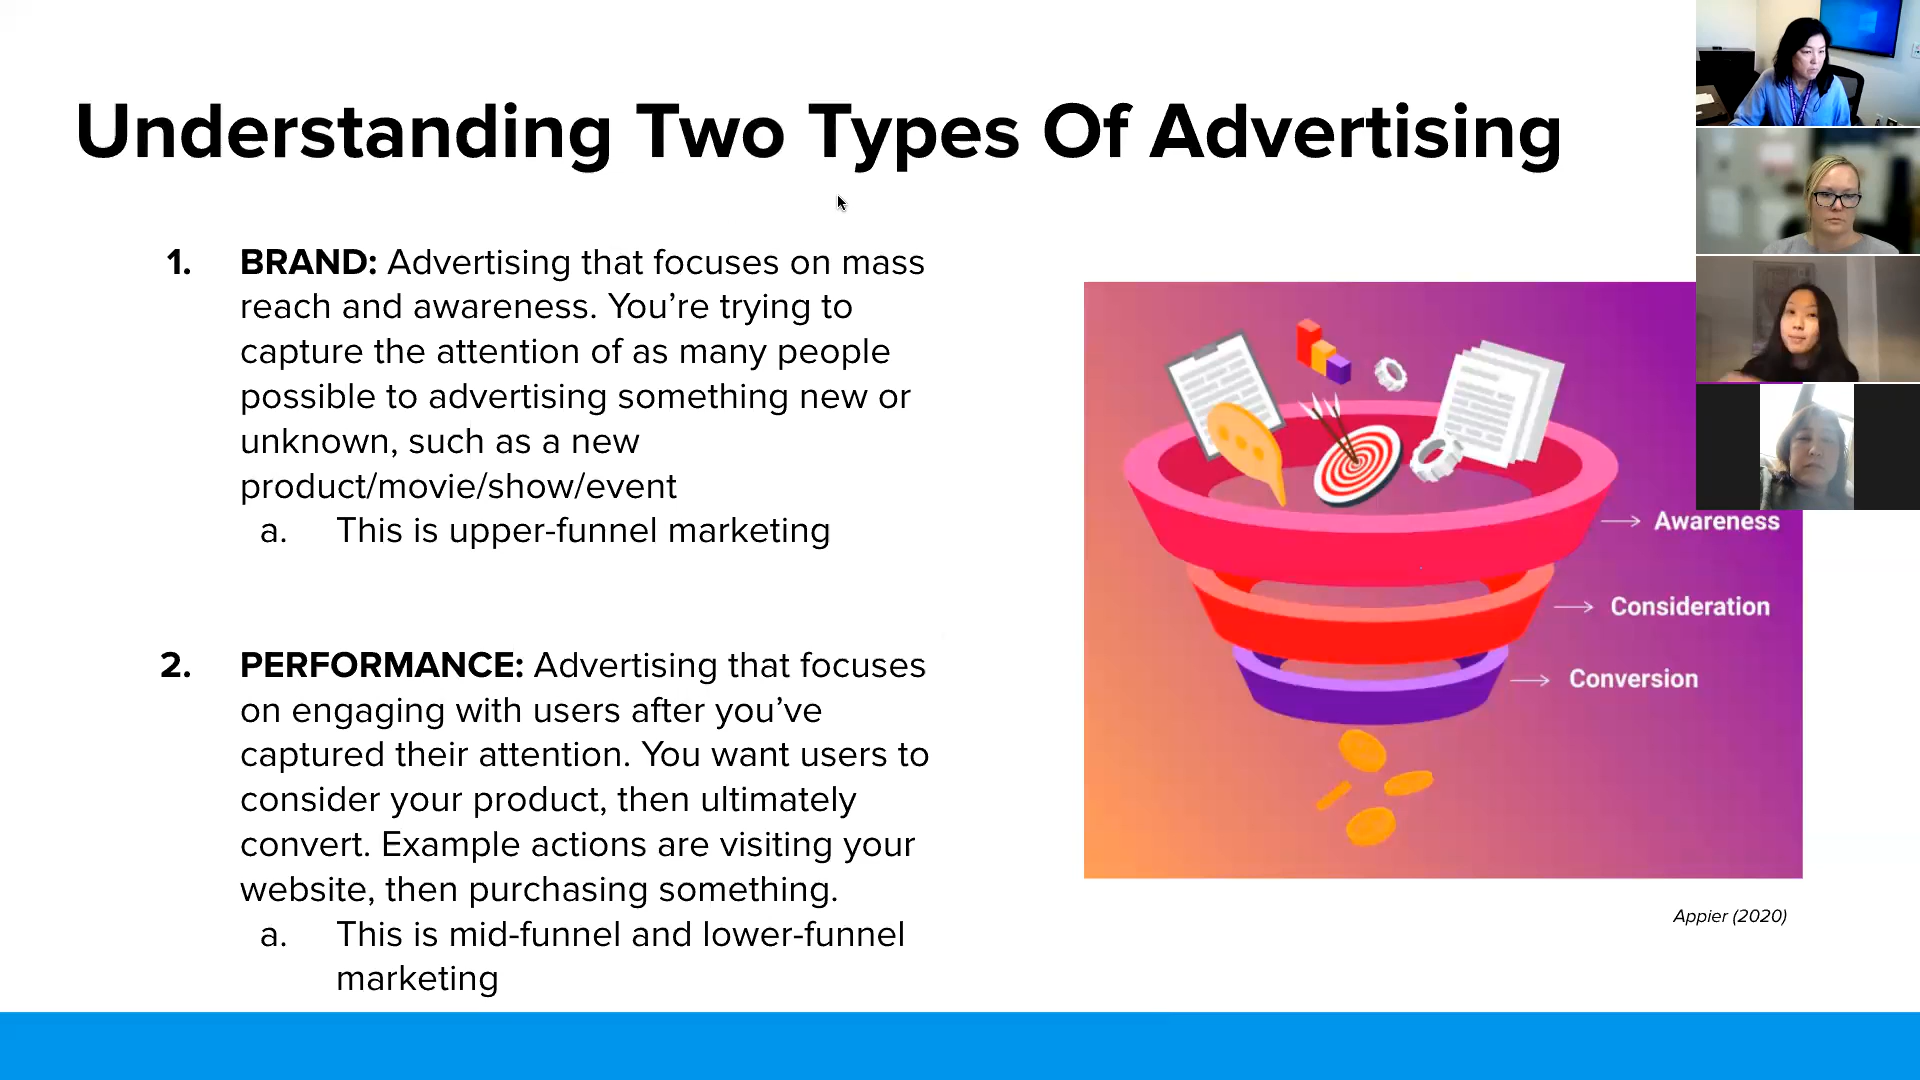 Understanding Two Types Of Advertising
1. BRAND: Advertising that focuses on mass
reach and awareness. You’re trying to
capture the attention of as many people
possible to advertising something new or
unknown, such as a new
product/movie/show/event
a. This is upper-funnel marketing
2. PERFORMANCE: Advertising that focuses
on engaging with users after you’ve
captured their attention. You want users to
consider your product, then ultimately
convert. Example actions are visiting your
website, then purchasing something.
a. This is mid-funnel and lower-funnel
marketing
Awareness
Consideration
Conversion
Appier (2020)